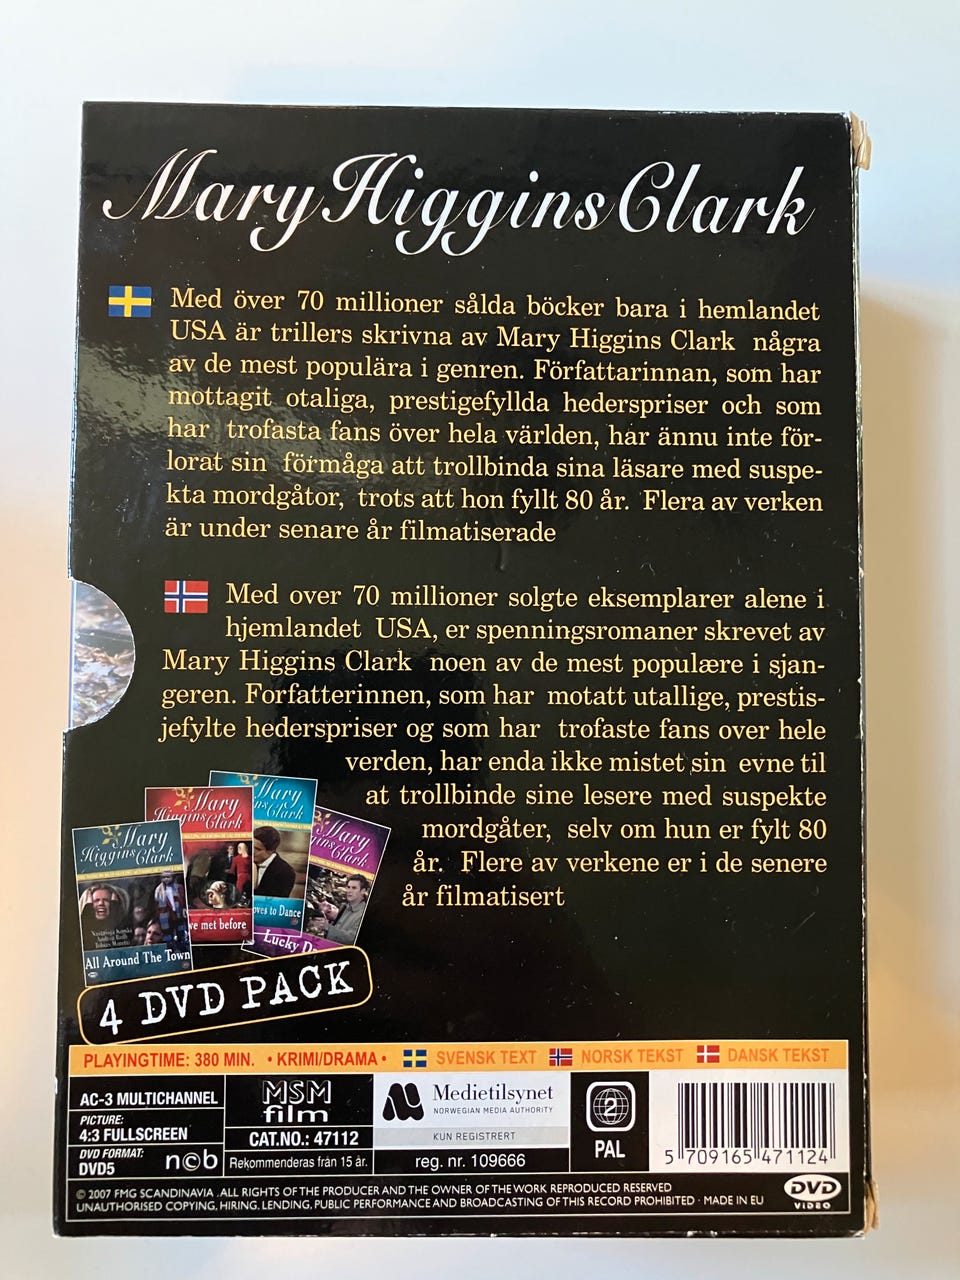 Mary Higgins Clark
Med över 70 millioner sålda böcker bara i hemlandet
USA är trillers skrivna av Mary Higgins Clark några
av de mest populära i genren. Författarinnan, som har
mottagit otaliga, prestigefyllda hederspriser och som
har trofasta fans över hela världen, har ännu inte för-
lorat sin förmåga att trollbinda sina läsare med suspe-
kta mordgåtor, trots att hon fyllt 80 år. Flera av verken
är under senare år filmatiserade
Med over 70 millioner solgte eksemplarer alene i
hjemlandet USA, er spenningsromaner skrevet av
Mary Higgins Clark noen av de mest populære i sjan-
geren. Forfatterinnen, som har motatt utallige, prestis-
jefylte hederspriser og som har trofaste fans over hele
verden, har enda ikke mistet sin evne til
at trollbinde sine lesere med suspekte
mordgåter, selv om hun er fylt 80
år. Flere av verkene er i de senere
år filmatisert
Mary
Higgins Clark
All Around The Town
Mary
Higgins Clark
ve met before
Mary
ns Clark
oves to Dance
Mary
gins Clark
Lucky D
4 DVD PACK
PLAYINGTIME: 380 MIN. • KRIMI/DRAMA • SVENSK TEXT NORSK TEKST DANSK TEKST
AC-3 MULTICHANNEL
PICTURE:
4:3 FULLSCREEN
DVD FORMAT:
DVD5
ncb
MSM
film
CAT.NO.: 47112
Rekommenderas från 15 år.
Medietilsynet
NORWEGIAN MEDIA AUTHORITY
KUN REGISTRERT
reg. nr. 109666
2
PAL
5 709165 471124
© 2007 FMG SCANDINAVIA . ALL RIGHTS OF THE PRODUCER AND THE OWNER OF THE WORK REPRODUCED RESERVED
UNAUTHORISED COPYING, HIRING, LENDING, PUBLIC PERFORMANCE AND BROADCASTING OF THIS RECORD PROHIBITED · MADE IN EU
DVD
VIDEO